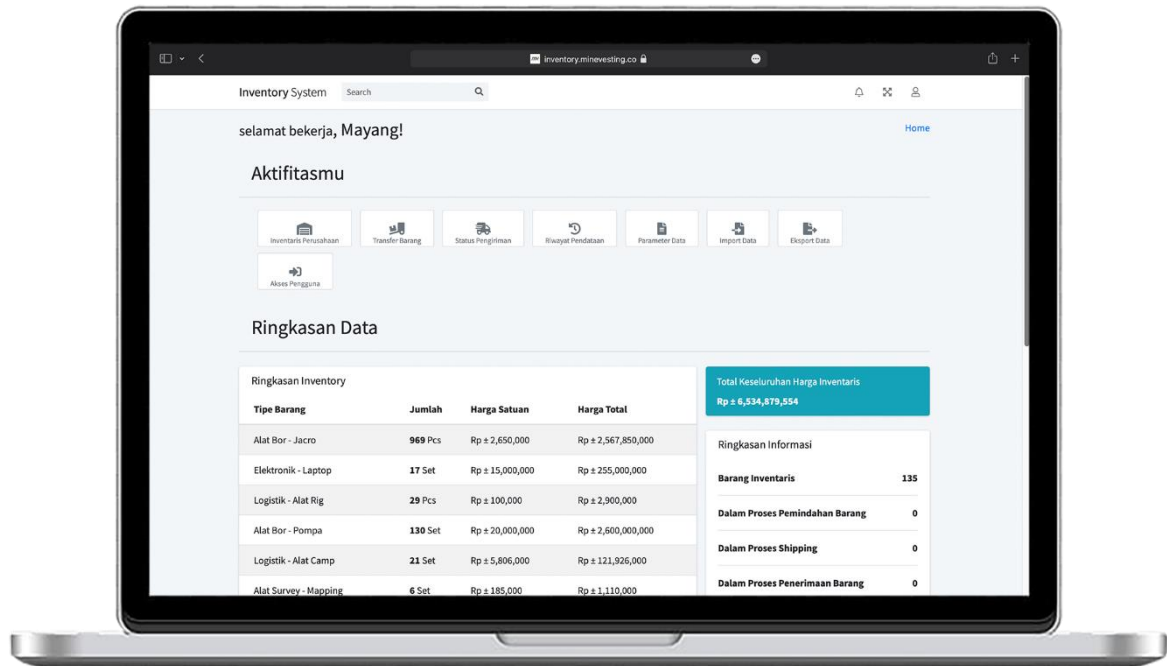 inventory.minevesting.co
Inventory System Search
selamat bekerja, Mayang! Home
Aktifitasmu
Inventaris Perusahaan Transfer Barang Status Pengiriman Riwayat Pendataan Parameter Data Import Data Eksport Data
Akses Pengguna
Ringkasan Data
Ringkasan Inventory
Tipe Barang Jumlah Harga Satuan Harga Total
Alat Bor - Jacro 969 Pcs Rp ± 2,650,000 Rp ± 2,567,850,000
Elektronik - Laptop 17 Set Rp ± 15,000,000 Rp ± 255,000,000
Logistik - Alat Rig 29 Pcs Rp ± 100,000 Rp ± 2,900,000
Alat Bor - Pompa 130 Set Rp ± 20,000,000 Rp ± 2,600,000,000
Logistik - Alat Camp 21 Set Rp ± 5,806,000 Rp ± 121,926,000
Alat Survey - Mapping 6 Set Rp ± 185,000 Rp ± 1,110,000
Total Keseluruhan Harga Inventaris
Rp ± 6,534,879,554
Ringkasan Informasi
Barang Inventaris 135
Dalam Proses Pemindahan Barang 0
Dalam Proses Shipping 0
Dalam Proses Penerimaan Barang 0